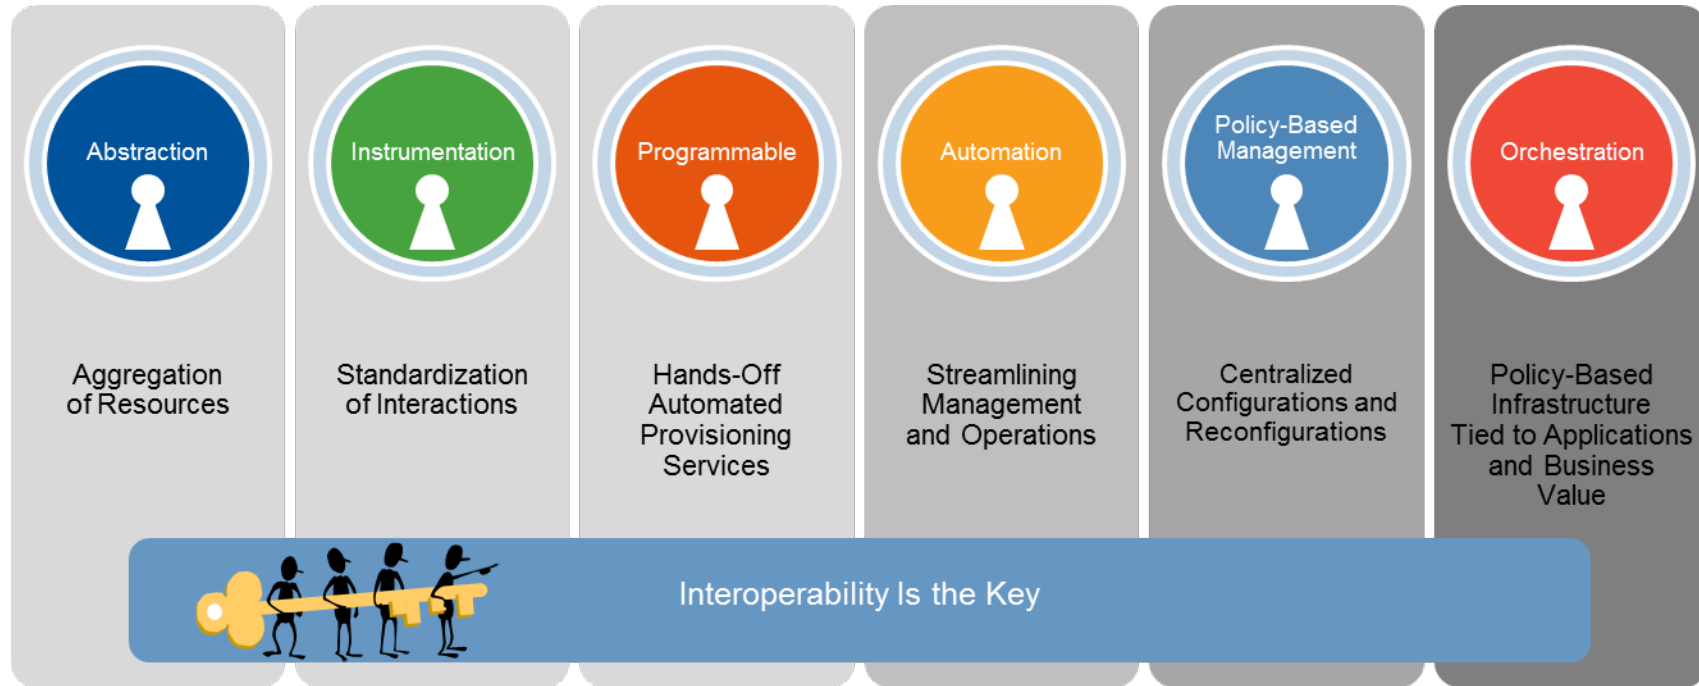 Abstraction
Instrumentation
Programmable
Automation
Policy-Based
Management
Orchestration
Aggregation
of Resources
Standardization
of Interactions
Hands-Off
Automated
Provisioning
Services
Streamlining
Management
and Operations
Centralized
Configurations and
Reconfigurations
Policy-Based
Infrastructure
Tied to Applications
and Business
Value
Interoperability Is the Key